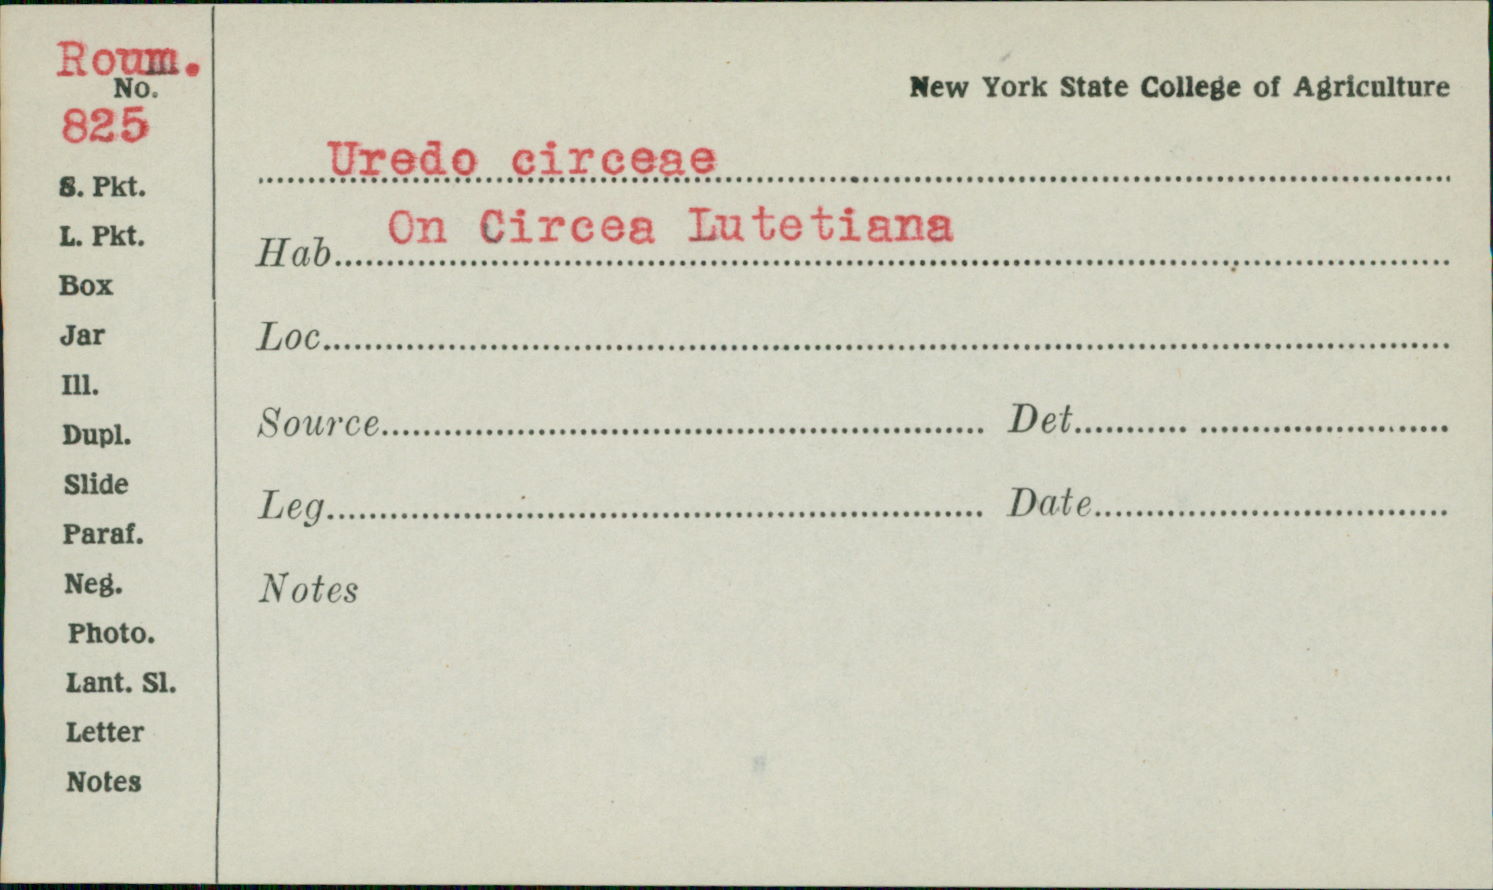 Roum.
No.
825
S. Pkt.
L. Pkt.
Box
Jar
Ill.
Dupl.
Slide
Paraf.
Neg.
Photo.
Lant. Sl.
Letter
Notes
New York State College of Agriculture
Uredo circeae
Hab. On Circea Lutetiana
Loc.
Source
Det.
Leg.
Date
Notes